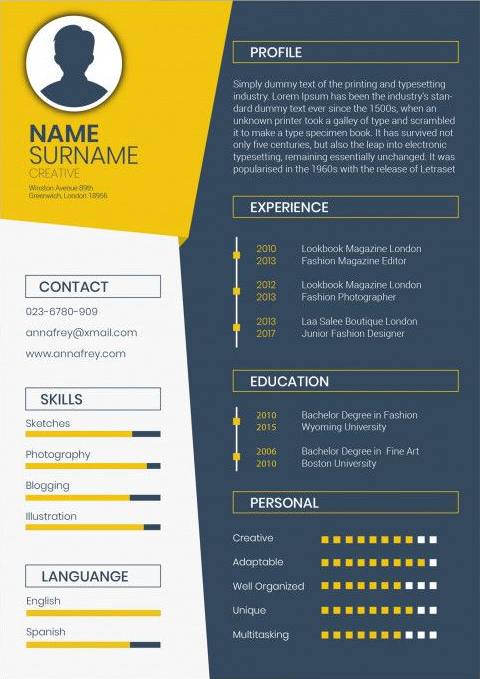 NAME
SURNAME
CREATIVE
Winston Avenue 89th
Greenwich, London 18956
CONTACT
023-6780-909
annafrey@xmail.com
www.annafrey.com
SKILLS
Sketches
Photography
Blogging
Illustration
LANGUANGE
English
Spanish
PROFILE
Simply dummy text of the printing and typesetting
industry. Lorem Ipsum has been the industry's stan-
dard dummy text ever since the 1500s, when an
unknown printer took a galley of type and scrambled
it to make a type specimen book. It has survived not
only five centuries, but also the leap into electronic
typesetting, remaining essentially unchanged. It was
popularised in the 1960s with the release of Letraset
EXPERIENCE
2010 Lookbook Magazine London
2013 Fashion Magazine Editor
2012 Lookbook Magazine London
2013 Fashion Photographer
2013 Laa Salee Boutique London
2017 Junior Fashion Designer
EDUCATION
2010 Bachelor Degree in Fashion
2015 Wyoming University
2006 Bachelor Degree in Fine Art
2010 Boston University
PERSONAL
Creative
Adaptable
Well Organized
Unique
Multitasking